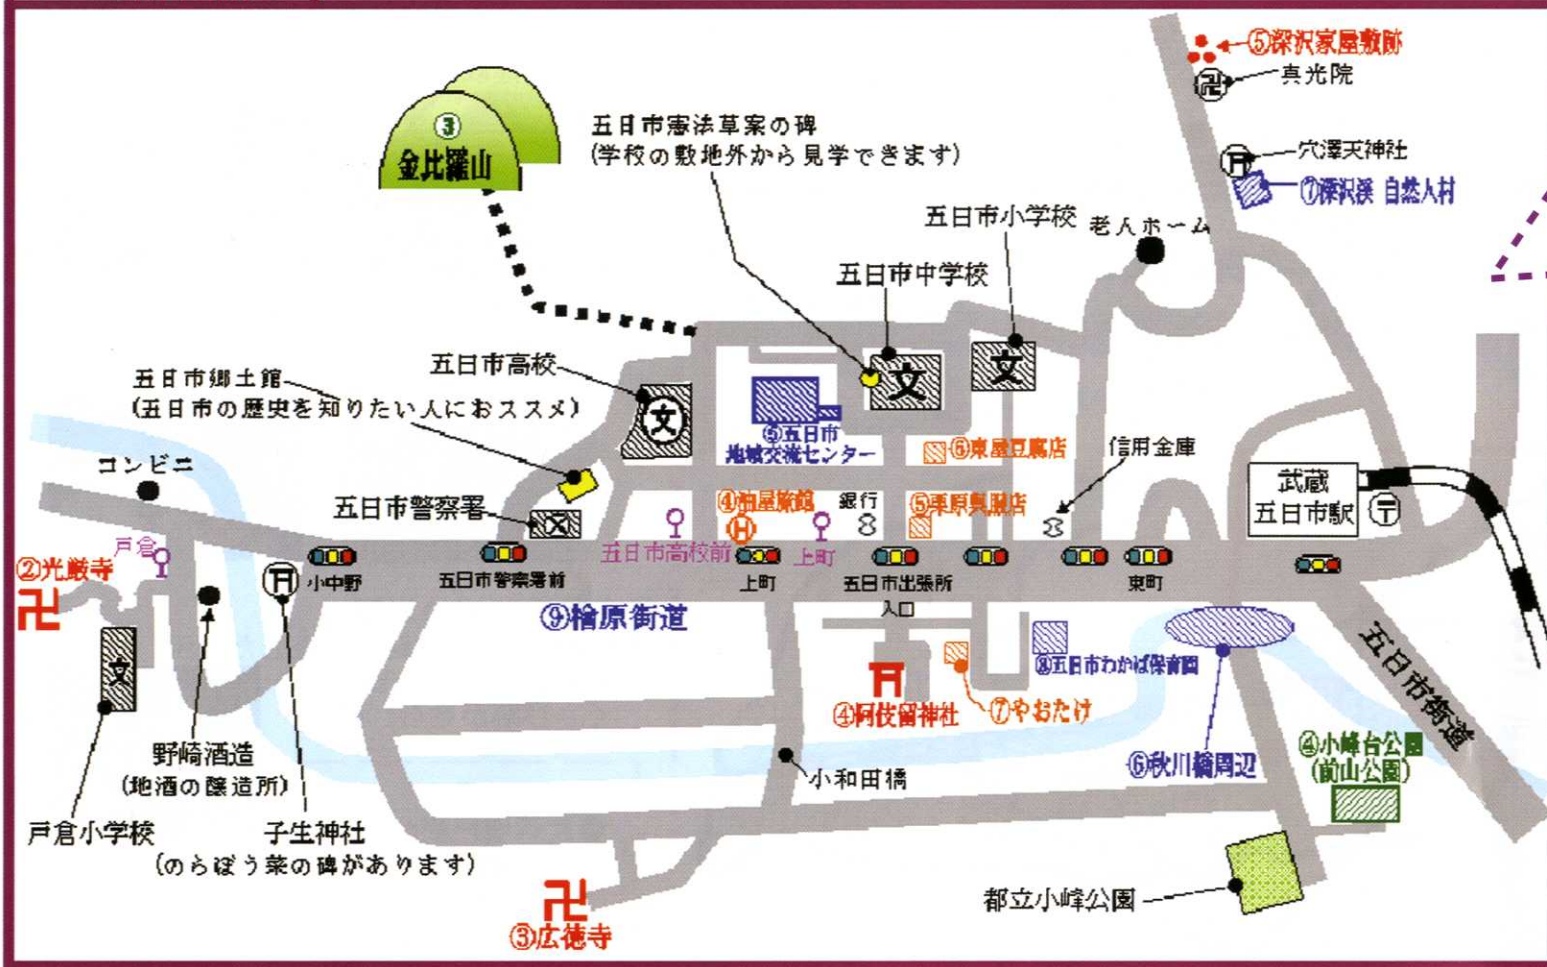 ⑤深沢家屋敷跡
真光院
③
金比羅山
五日市憲法草案の碑
(学校の敷地外から見学できます)
穴澤天神社
⑦深沢渓 自然人村
五日市小学校
老人ホーム
五日市中学校
五日市高校
五日市郷土館
(五日市の歴史を知りたい人におススメ)
文
文
文
⑤五日市
地域交流センター
⑥東屋豆腐店
信用金庫
コンビニ
五日市警察署
④油屋旅館
銀行
⑤栗原呉服店
武蔵
五日市駅
〒
戸倉
五日市高校前
上町
②光厳寺
小中野
五日市警察署前
上町
五日市出張所
入口
東町
⑨檜原街道
文
⑧五日市わかば保育園
五日市街道
④阿伎留神社
⑦やおたけ
④小峰台公園
(前山公園)
⑥秋川橋周辺
野崎酒造
(地酒の醸造所)
小和田橋
戸倉小学校
子生神社
(のらぼう菜の碑があります)
都立小峰公園
③広徳寺